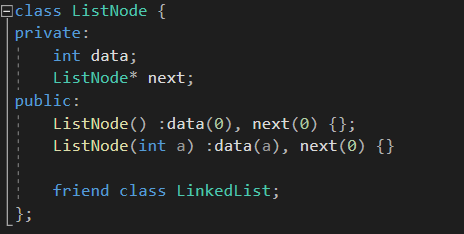 class ListNode {
private:
    int data;
    ListNode* next;
public:
    ListNode() :data(0), next(0) {};
    ListNode(int a) :data(a), next(0) {}

    friend class LinkedList;
};